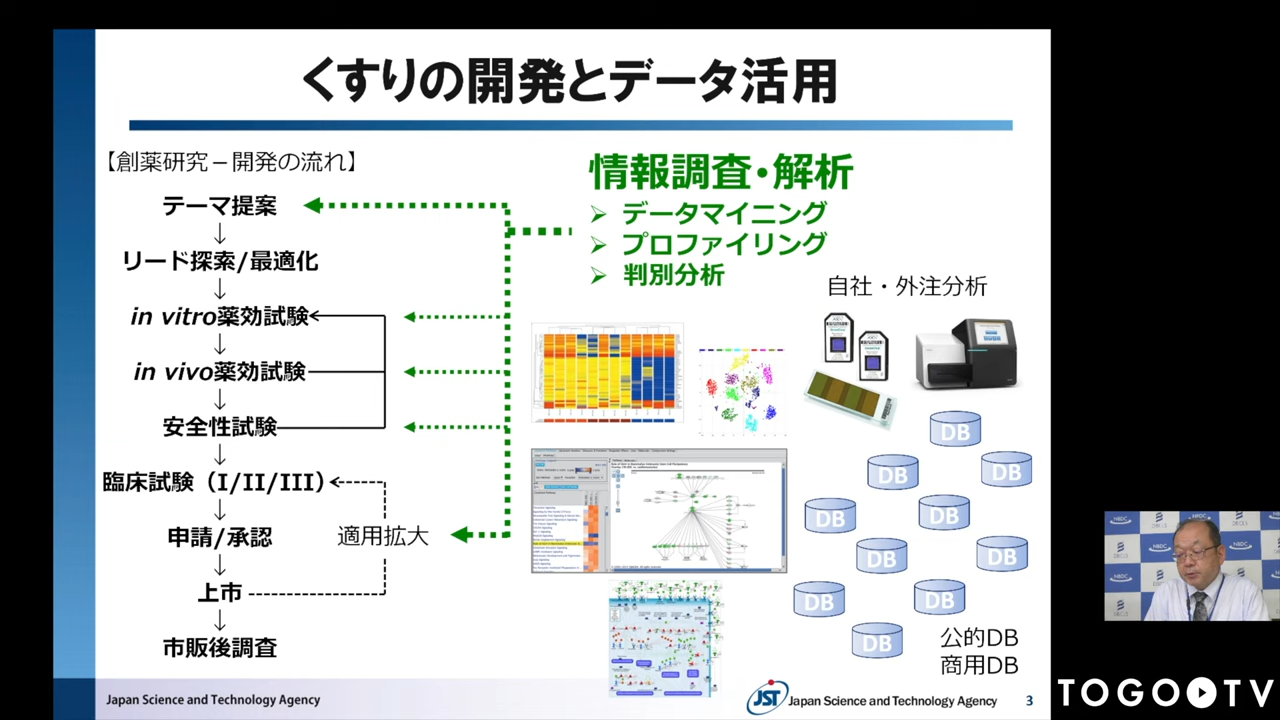 くすりの開発とデータ活用
【創薬研究－開発の流れ】
テーマ提案
↓
リード探索/最適化
↓
in vitro薬効試験
↓
in vivo薬効試験
↓
安全性試験
↓
臨床試験（I/II/III）
↓
申請/承認
適用拡大
↓
上市
↓
市販後調査
情報調査・解析
➢ データマイニング
➢ プロファイリング
➢ 判別分析
自社・外注分析
DB
DB
DB
DB
DB
DB
DB
DB
DB
DB
公的DB
商用DB
Japan Science and Technology Agency
JST Japan Science and Technology Agency
3
NBDC
TOGO TV